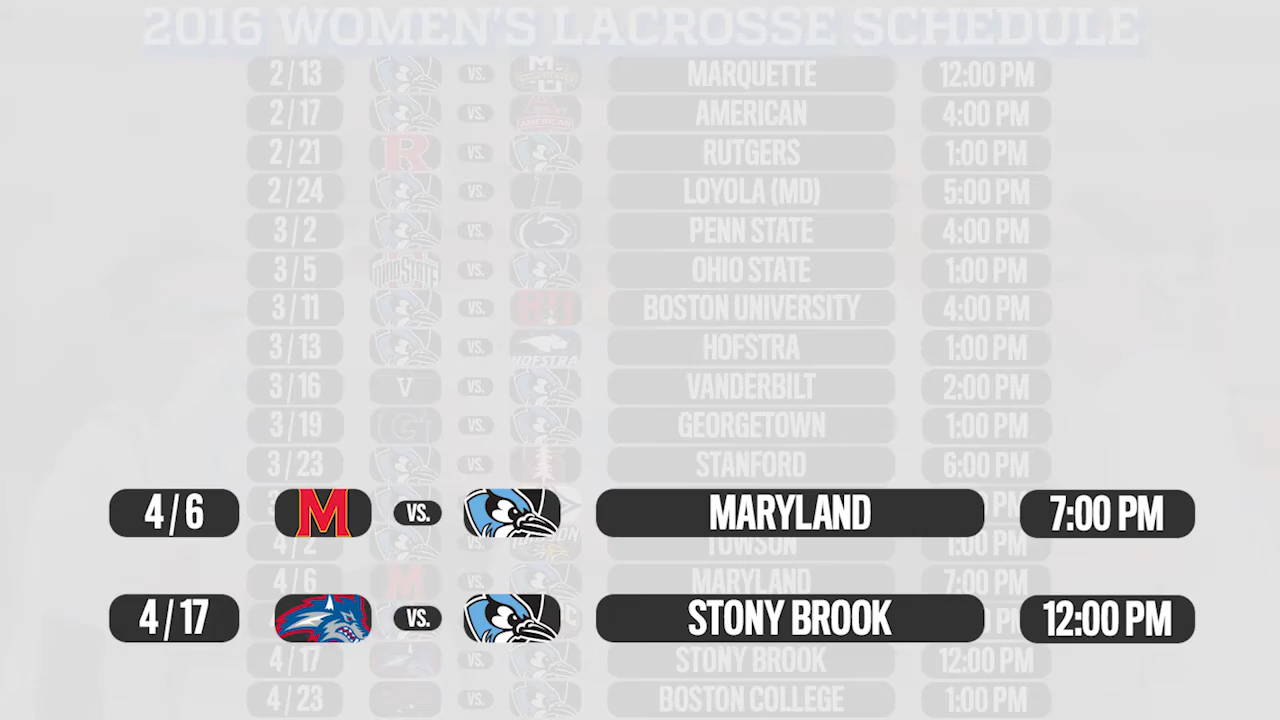 2016 WOMEN'S LACROSSE SCHEDULE
2/13 VS. MARQUETTE 12:00 PM
2/17 VS. AMERICAN AMERICAN 4:00 PM
2/21 R VS. RUTGERS 1:00 PM
2/24 VS. L LOYOLA (MD) 5:00 PM
3/2 VS. PENN STATE 4:00 PM
3/5 OHIO STATE VS. OHIO STATE 1:00 PM
3/11 VS. BOSTON UNIVERSITY 4:00 PM
3/13 VS. HOFSTRA HOFSTRA 1:00 PM
3/16 V VS. VANDERBILT 2:00 PM
3/19 G VS. GEORGETOWN 1:00 PM
3/23 VS. STANFORD 6:00 PM
4/6 M VS. MARYLAND 7:00 PM
4/2 VS. TOWSON 1:00 PM
4/6 M VS. MARYLAND 7:00 PM
4/17 VS. STONY BROOK 12:00 PM
4/17 VS. STONY BROOK 12:00 PM
4/23 VS. BOSTON COLLEGE 1:00 PM